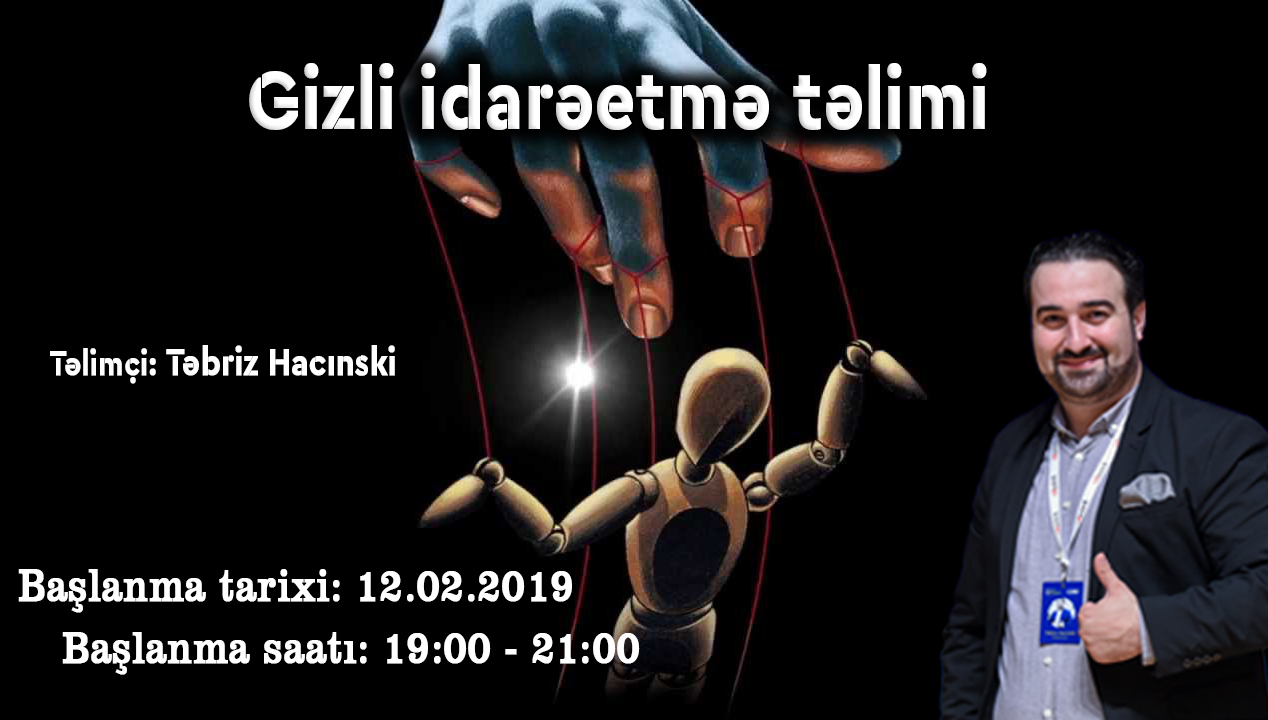 Gizli idarəetmə təlimi
Təlimçi: Təbriz Hacınski
Başlanma tarixi: 12.02.2019
Başlanma saatı: 19:00 - 21:00